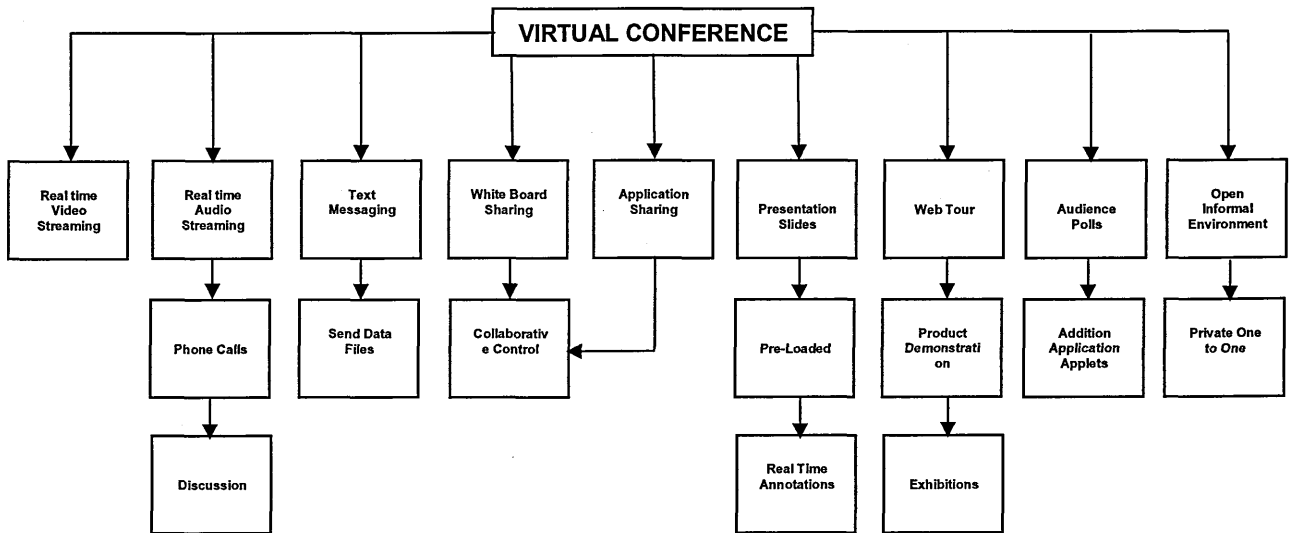 VIRTUAL CONFERENCE
Real time
Video
Streaming
Real time
Audio
Streaming
Text
Messaging
White Board
Sharing
Application
Sharing
Presentation
Slides
Web Tour
Audience
Polls
Open
Informal
Environment
Phone Calls
Send Data
Files
Collaborativ
e Control
Pre-Loaded
Product
Demonstrati
on
Addition
Application
Applets
Private One
to One
Discussion
Real Time
Annotations
Exhibitions